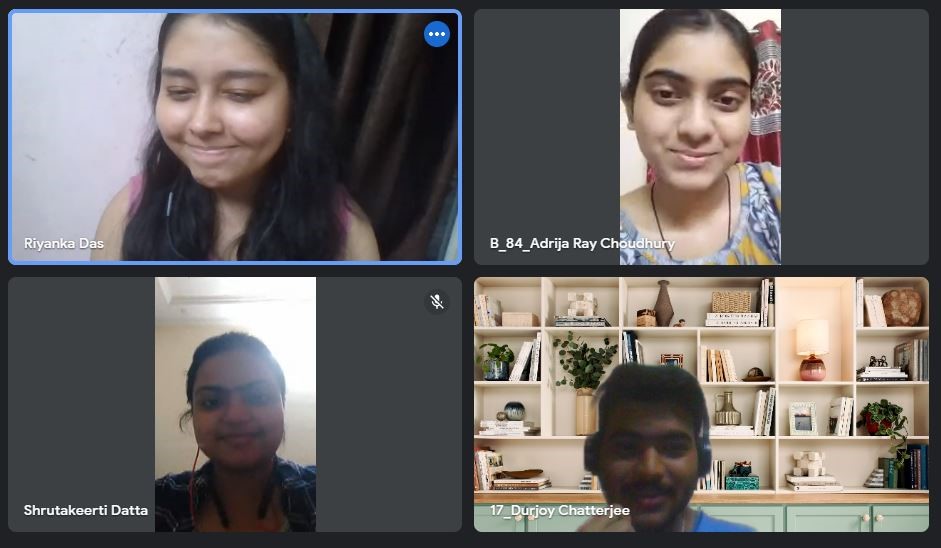 Riyanka Das
B_84_Adrija Ray Choudhury
Shrutakeerti Datta
17_Durjoy Chatterjee